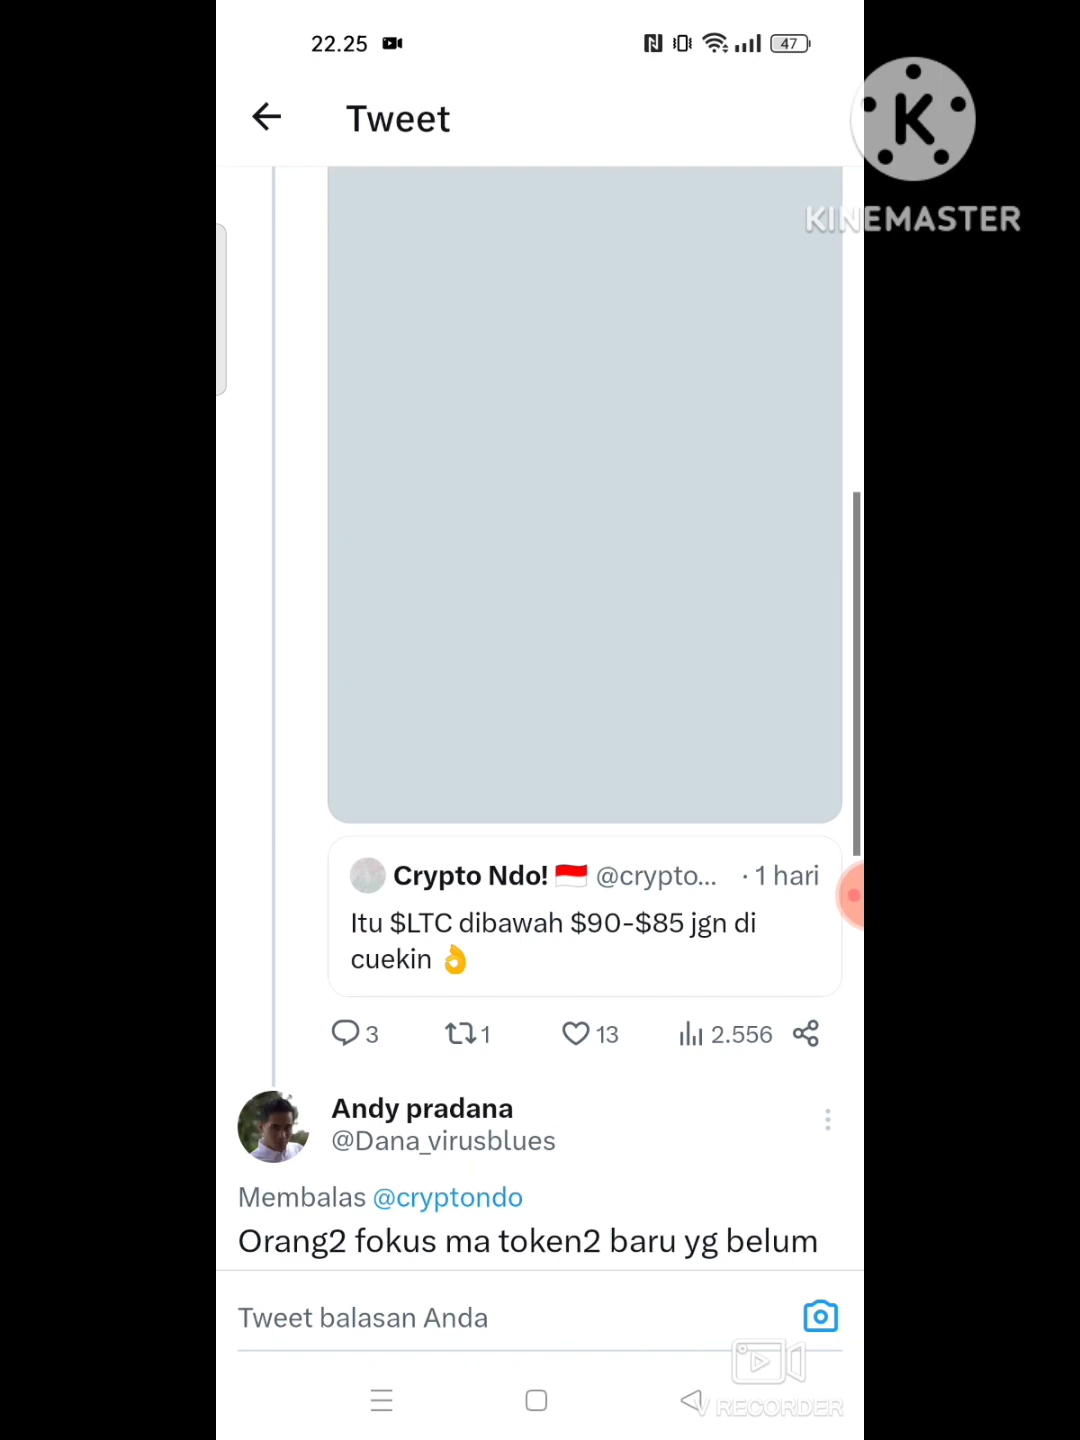 22.25
47
Tweet
K
KINEMASTER
Crypto Ndo! 🇮🇩 @crypto... · 1 hari
Itu $LTC dibawah $90-$85 jgn di
cuekin 👌
3 1 13 2.556
Andy pradana
@Dana_virusblues
Membalas @cryptondo
Orang2 fokus ma token2 baru yg belum
Tweet balasan Anda
V RECORDER